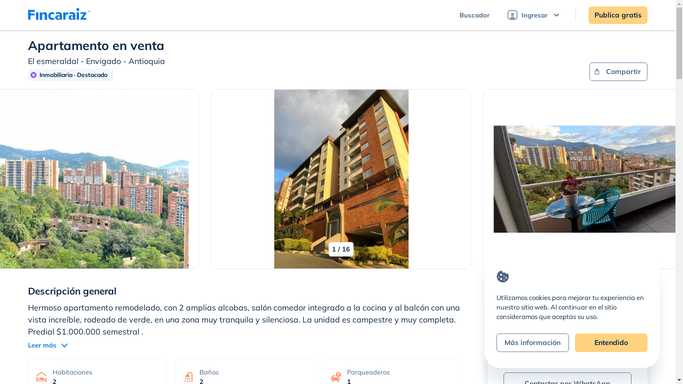 Fincaraiz
Buscador
Ingresar
Publica gratis
Apartamento en venta
El esmeraldal - Envigado - Antioquia
Inmobiliaria - Destacado
Compartir
1 / 16
Descripción general
Hermoso apartamento remodelado, con 2 amplias alcobas, salón comedor integrado a la cocina y al balcón con una
vista increíble, rodeado de verde, en una zona muy tranquila y silenciosa. La unidad es campestre y muy completa.
Predial $1.000.000 semestral .
Leer más
Habitaciones
2
Baños
2
Parqueaderos
1
Utilizamos cookies para mejorar tu experiencia en
nuestro sitio web. Al continuar en el sitio
consideramos que aceptas su uso.
Más información
Entendido
Contactar por WhatsApp